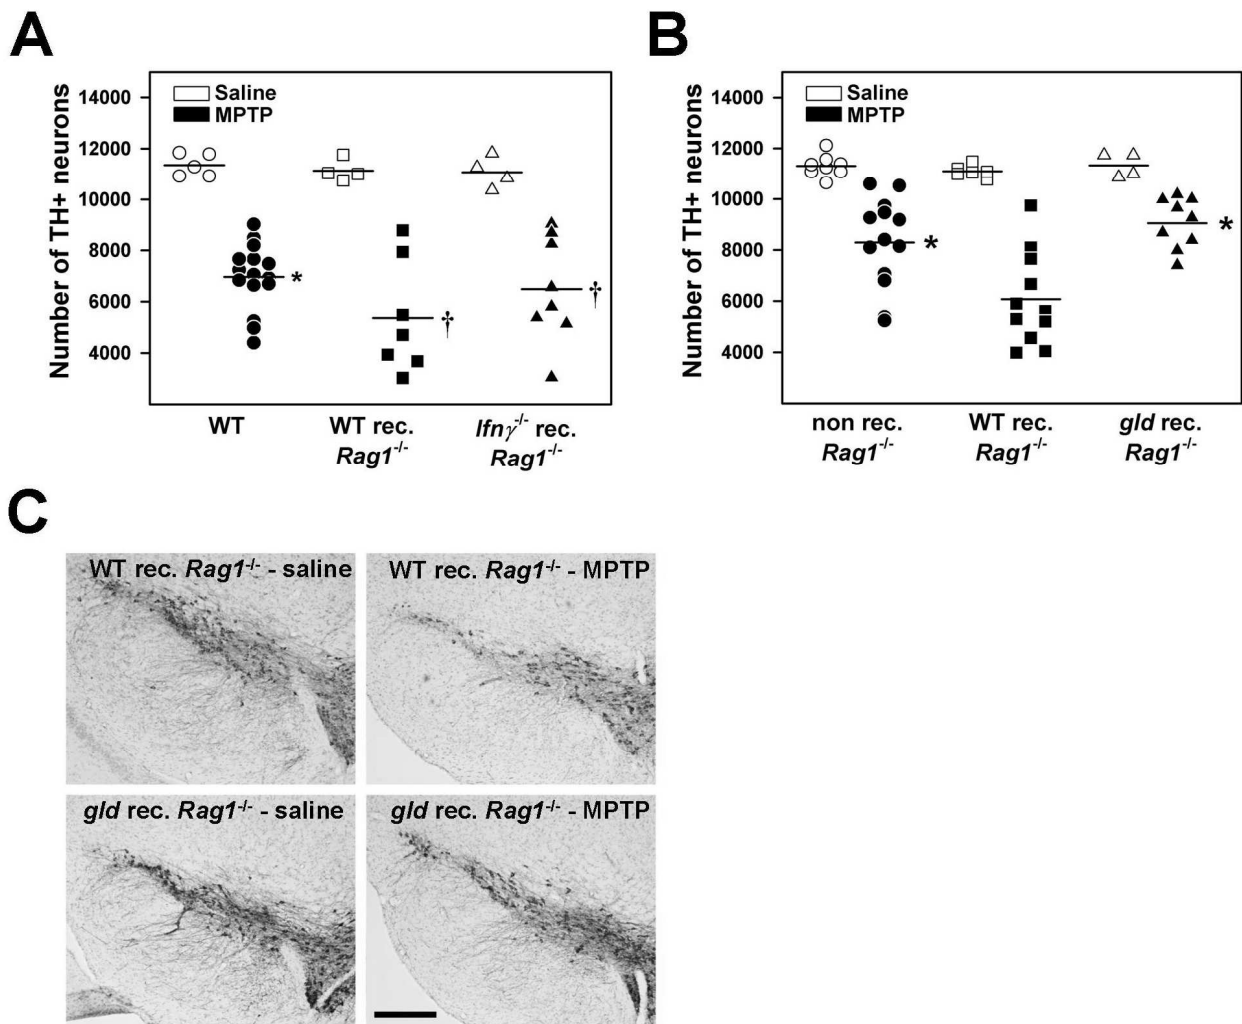 A
Number of TH+ neurons
14000
12000
10000
8000
6000
4000
Saline
MPTP
*
†
†
WT
WT rec.
Rag1-/-
Ifnγ-/- rec.
Rag1-/-
B
Number of TH+ neurons
14000
12000
10000
8000
6000
4000
Saline
MPTP
*
*
non rec.
Rag1-/-
WT rec.
Rag1-/-
gld rec.
Rag1-/-
C
WT rec. Rag1-/- - saline
WT rec. Rag1-/- - MPTP
gld rec. Rag1-/- - saline
gld rec. Rag1-/- - MPTP